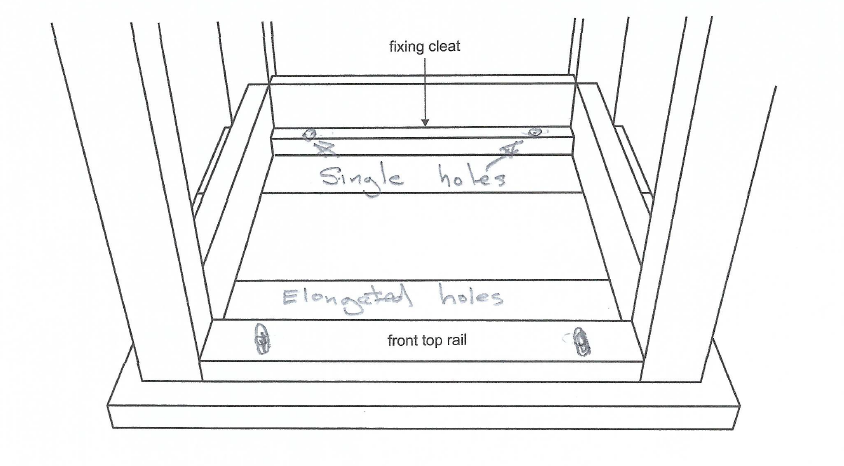 fixing cleat
Single holes
Elongated holes
front top rail